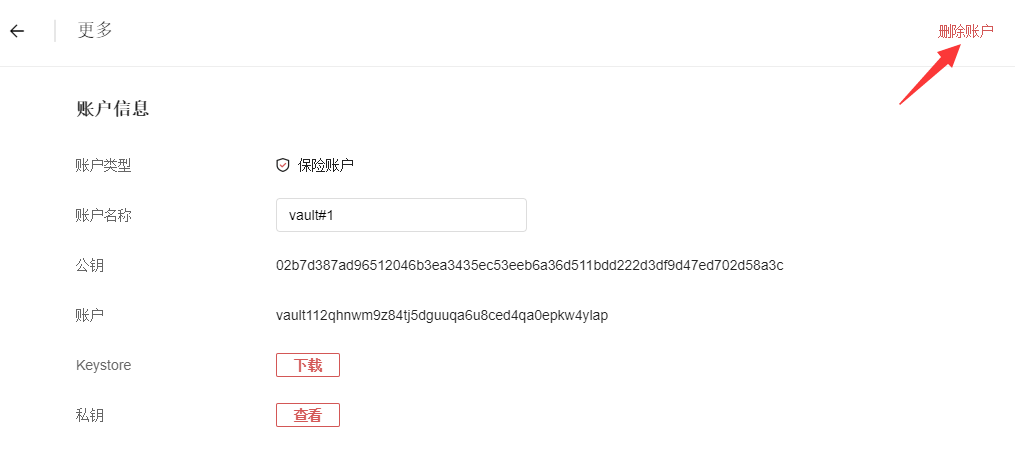 更多
删除账户
账户信息
账户类型 保险账户
账户名称 vault#1
公钥 02b7d387ad96512046b3ea3435ec53eeb6a36d511bdd222d3df9d47ed702d58a3c
账户 vault112qhnwm9z84tj5dguuqa6u8ced4qa0epkw4ylap
Keystore 下载
私钥 查看